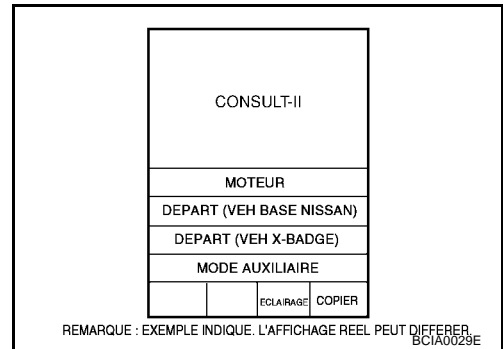 CONSULT-II
MOTEUR
DEPART (VEH BASE NISSAN)
DEPART (VEH X-BADGE)
MODE AUXILIAIRE
ECLAIRAGE COPIER
REMARQUE : EXEMPLE INDIQUE. L'AFFICHAGE REEL PEUT DIFFERER.
BCIA0029E